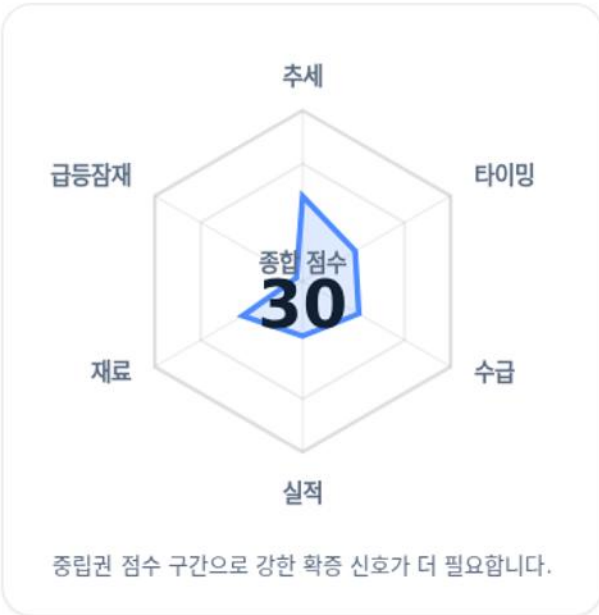 추세
급등잠재
타이밍
종합 점수
30
재료
수급
실적
중립권 점수 구간으로 강한 확증 신호가 더 필요합니다.